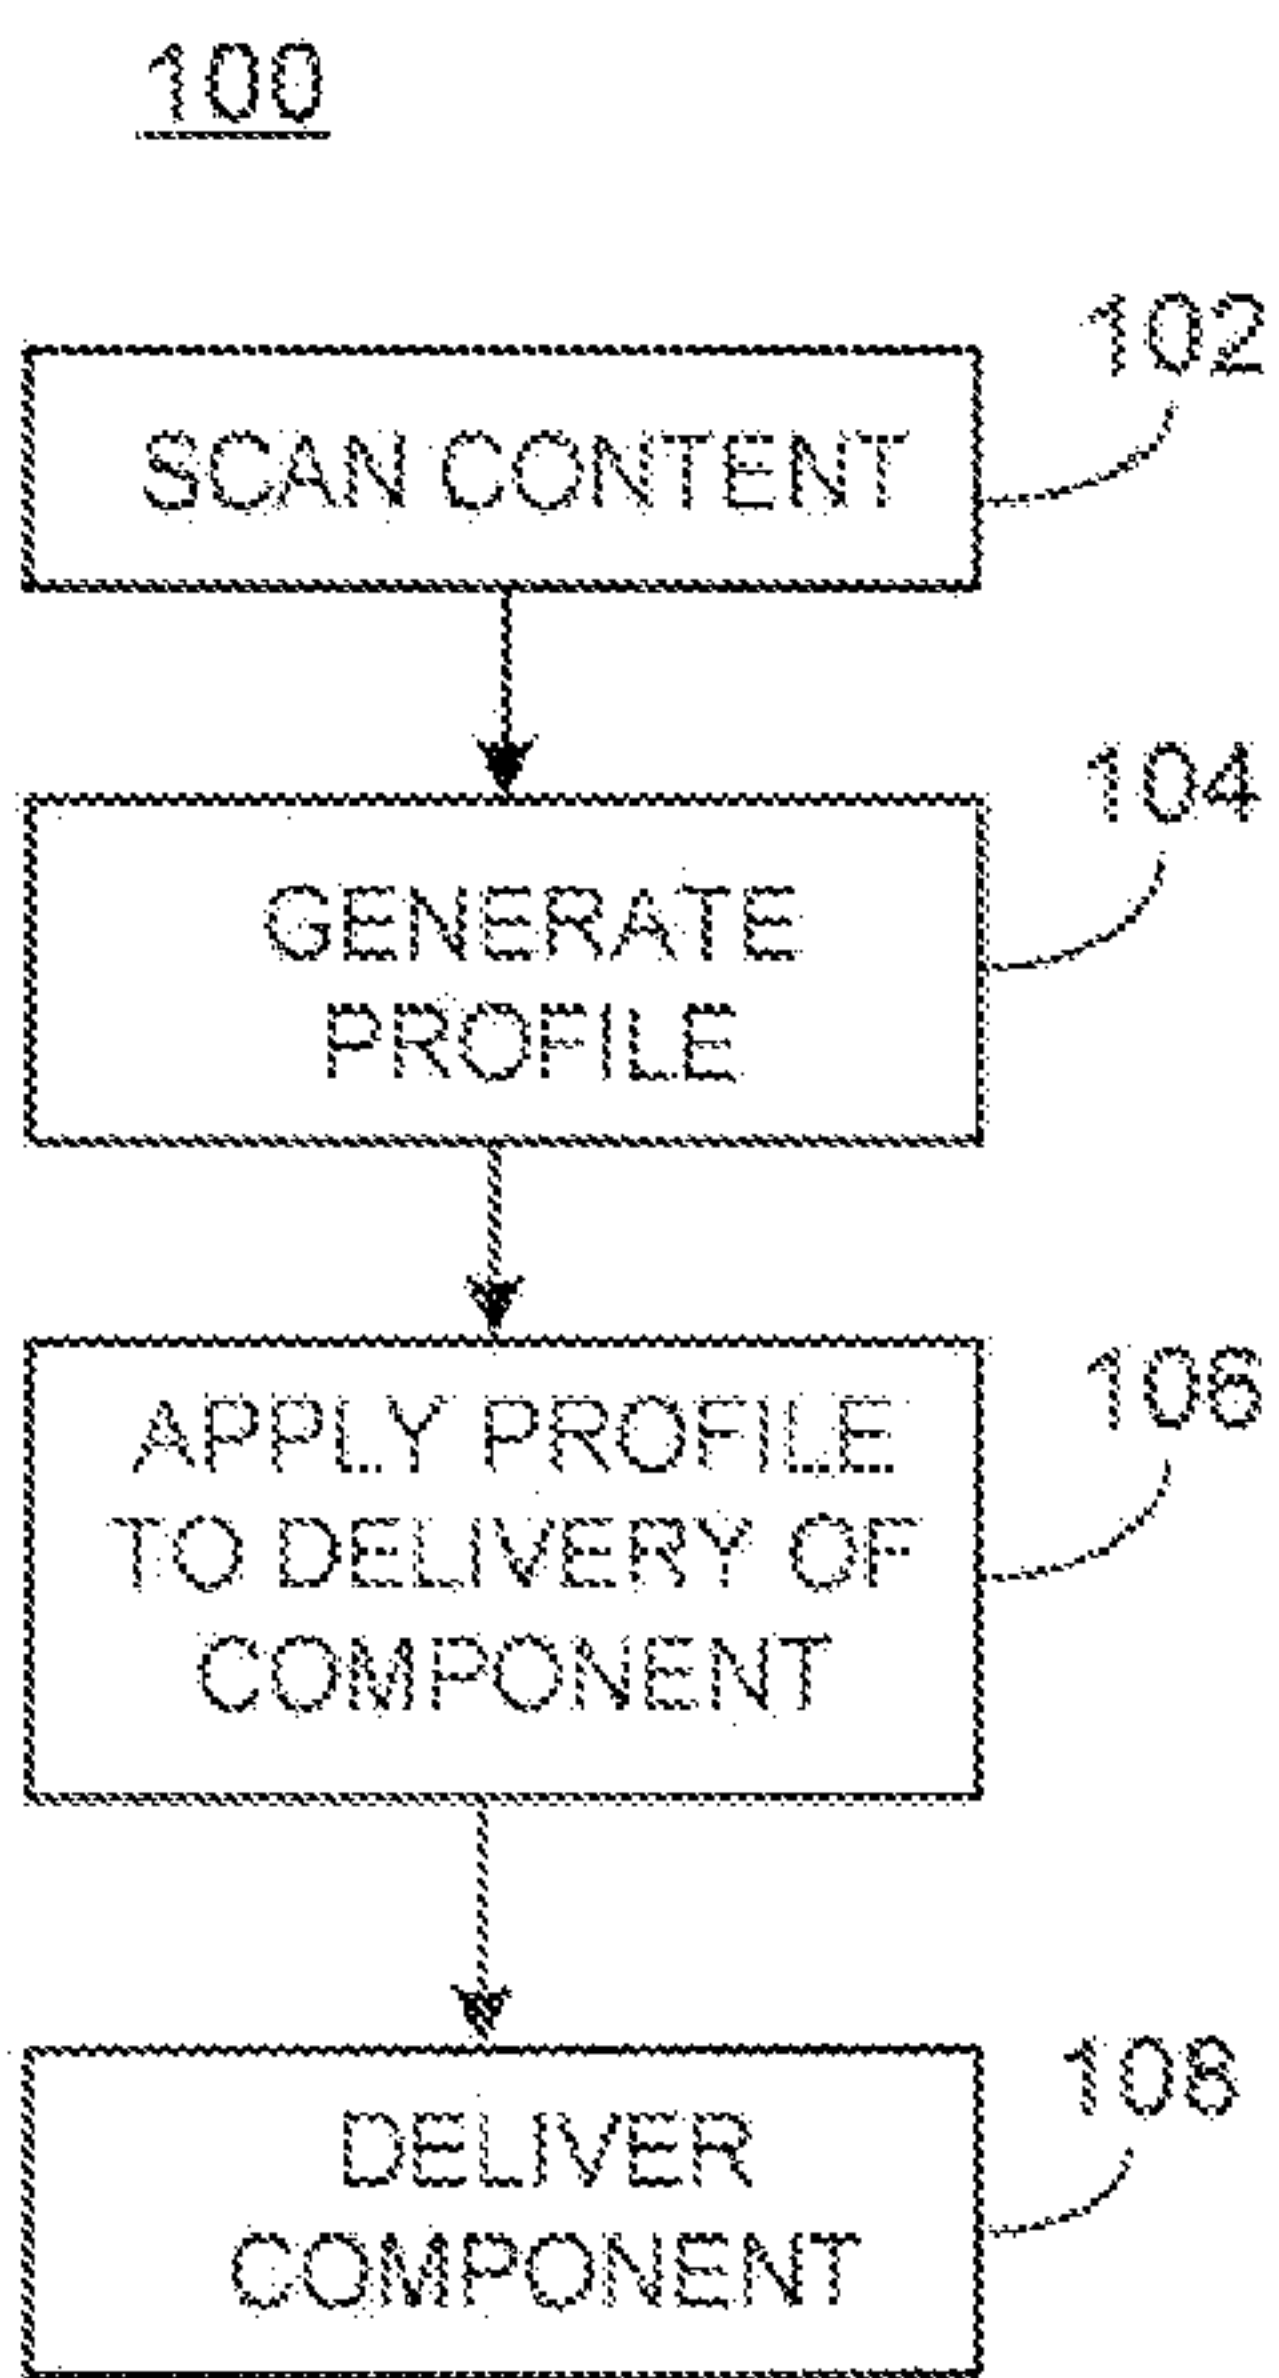 100
102
SCAN CONTENT
104
GENERATE
PROFILE
106
APPLY PROFILE
TO DELIVERY OF
COMPONENT
108
DELIVER
COMPONENT